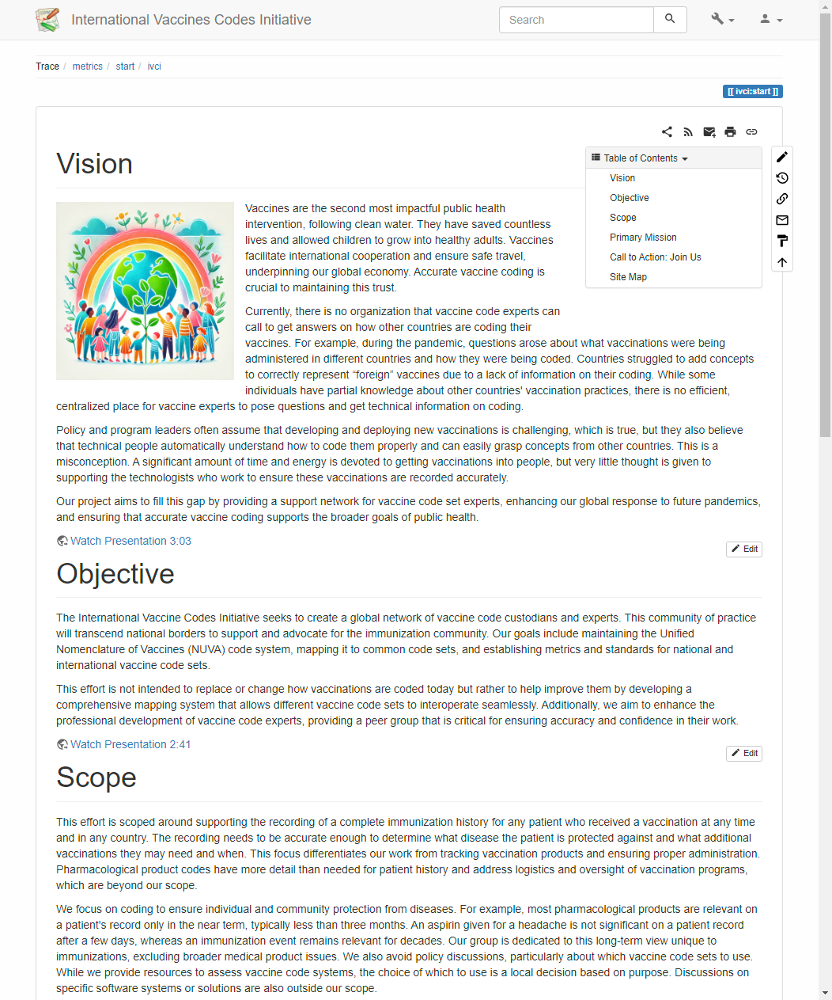 International Vaccines Codes Initiative
Search
Trace / metrics / start / ivci
[[ ivci:start ]]
Vision
Table of Contents
Vision
Objective
Scope
Primary Mission
Call to Action: Join Us
Site Map
Vaccines are the second most impactful public health
intervention, following clean water. They have saved countless
lives and allowed children to grow into healthy adults. Vaccines
facilitate international cooperation and ensure safe travel,
underpinning our global economy. Accurate vaccine coding is
crucial to maintaining this trust.
Currently, there is no organization that vaccine code experts can
call to get answers on how other countries are coding their
vaccines. For example, during the pandemic, questions arose about what vaccinations were being
administered in different countries and how they were being coded. Countries struggled to add concepts
to correctly represent “foreign” vaccines due to a lack of information on their coding. While some
individuals have partial knowledge about other countries' vaccination practices, there is no efficient,
centralized place for vaccine experts to pose questions and get technical information on coding.
Policy and program leaders often assume that developing and deploying new vaccinations is challenging, which is true, but they also believe
that technical people automatically understand how to code them properly and can easily grasp concepts from other countries. This is a
misconception. A significant amount of time and energy is devoted to getting vaccinations into people, but very little thought is given to
supporting the technologists who work to ensure these vaccinations are recorded accurately.
Our project aims to fill this gap by providing a support network for vaccine code set experts, enhancing our global response to future pandemics,
and ensuring that accurate vaccine coding supports the broader goals of public health.
Watch Presentation 3:03
Edit
Objective
The International Vaccine Codes Initiative seeks to create a global network of vaccine code custodians and experts. This community of practice
will transcend national borders to support and advocate for the immunization community. Our goals include maintaining the Unified
Nomenclature of Vaccines (NUVA) code system, mapping it to common code sets, and establishing metrics and standards for national and
international vaccine code sets.
This effort is not intended to replace or change how vaccinations are coded today but rather to help improve them by developing a
comprehensive mapping system that allows different vaccine code sets to interoperate seamlessly. Additionally, we aim to enhance the
professional development of vaccine code experts, providing a peer group that is critical for ensuring accuracy and confidence in their work.
Watch Presentation 2:41
Edit
Scope
This effort is scoped around supporting the recording of a complete immunization history for any patient who received a vaccination at any time
and in any country. The recording needs to be accurate enough to determine what disease the patient is protected against and what additional
vaccinations they may need and when. This focus differentiates our work from tracking vaccination products and ensuring proper administration.
Pharmacological product codes have more detail than needed for patient history and address logistics and oversight of vaccination programs,
which are beyond our scope.
We focus on coding to ensure individual and community protection from diseases. For example, most pharmacological products are relevant on
a patient's record only in the near term, typically less than three months. An aspirin given for a headache is not significant on a patient record
after a few days, whereas an immunization event remains relevant for decades. Our group is dedicated to this long-term view unique to
immunizations, excluding broader medical product issues. We also avoid policy discussions, particularly about which vaccine code sets to use.
While we provide resources to assess vaccine code systems, the choice of which to use is a local decision based on purpose. Discussions on
specific software systems or solutions are also outside our scope.